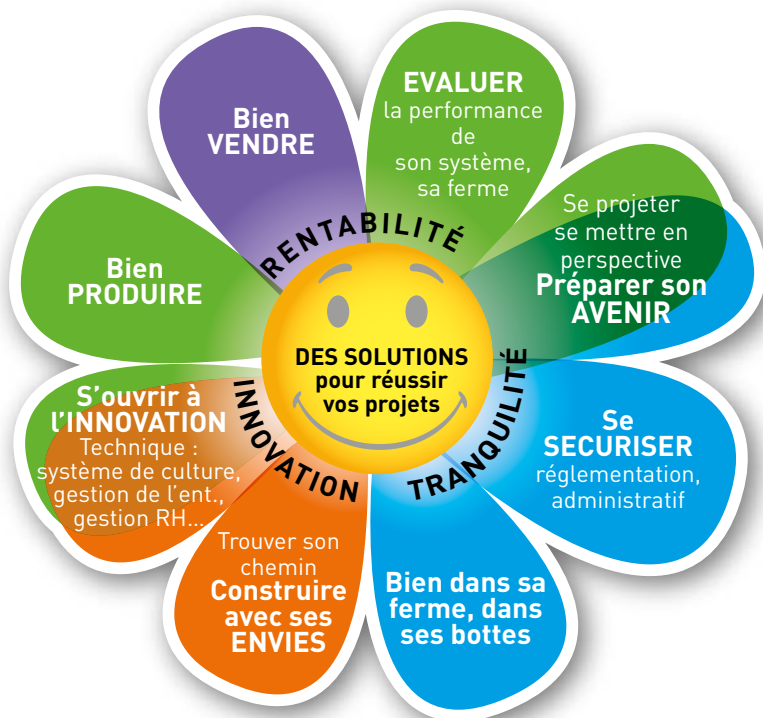 Bien
VENDRE
EVALUER
la performance
de
son système,
sa ferme
Se projeter
se mettre en
perspective
Préparer son
AVENIR
Se
SECURISER
réglementation,
administratif
Bien dans sa
ferme, dans
ses bottes
Trouver son
chemin
Construire
avec ses
ENVIES
S'ouvrir à
l'INNOVATION
Technique :
système de culture,
gestion de l'ent.,
gestion RH...
Bien
PRODUIRE
RENTABILITÉ
TRANQUILITÉ
INNOVATION
DES SOLUTIONS
pour réussir
vos projets